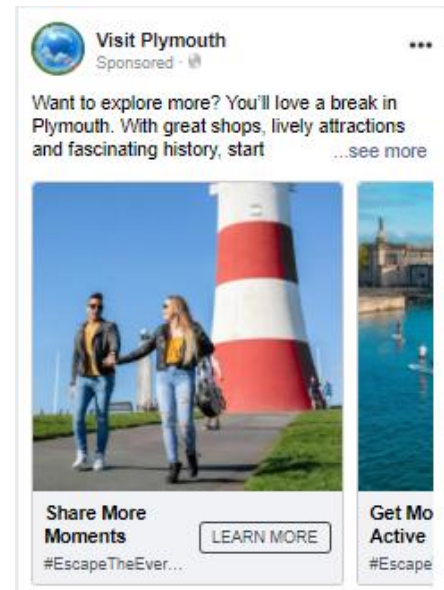 Visit Plymouth
Sponsored ·
Want to explore more? You'll love a break in
Plymouth. With great shops, lively attractions
and fascinating history, start ...see more
Share More
Moments
LEARN MORE
#EscapeTheEver...
Get Mo
Active
#Escape